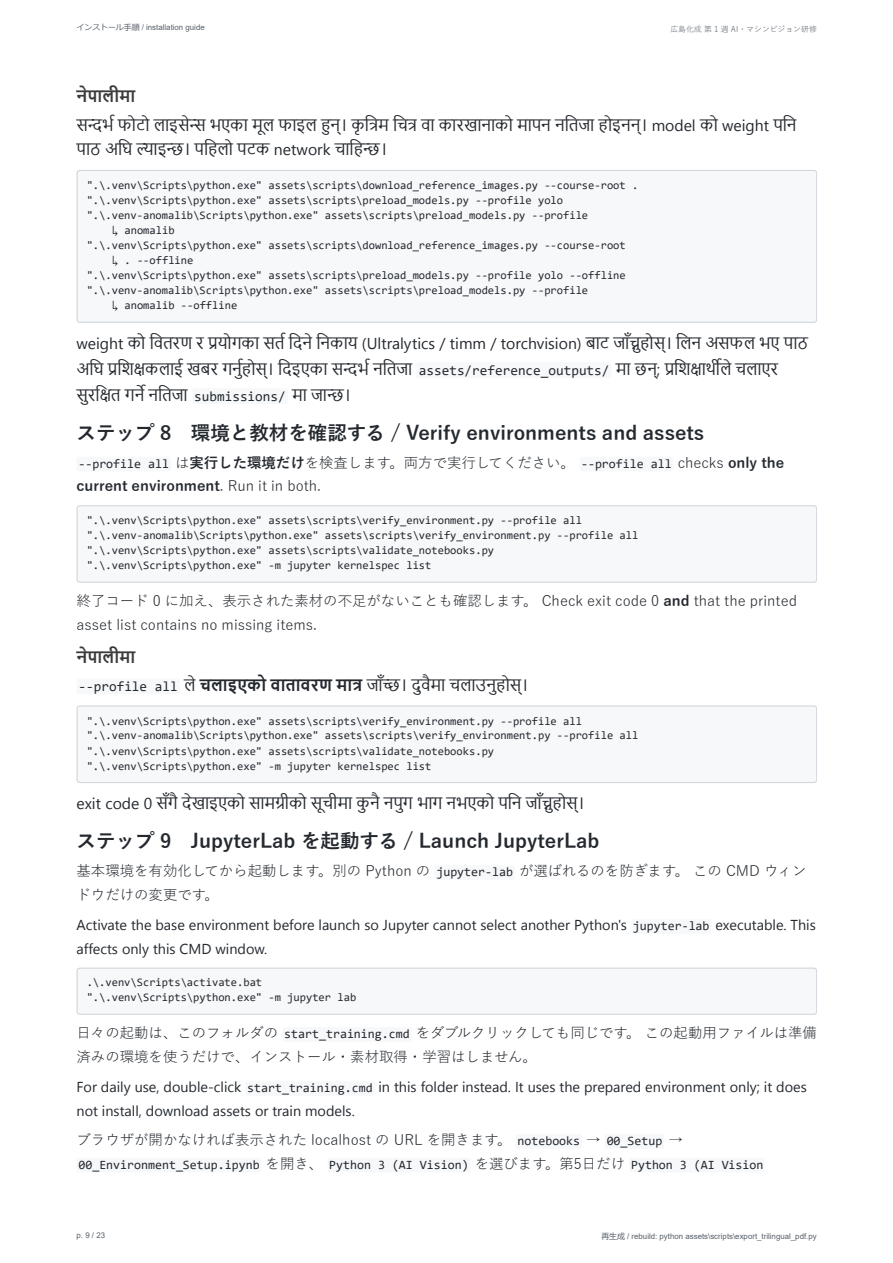 インストール手順 / installation guide
広島化成 第 1 週 AI・マシンビジョン研修
नेपालीमा
सन्दर्भ फोटो लाइसेन्स भएका मूल फाइल हुन्। कृत्रिम चित्र वा कारखानाको मापन नतिजा होइनन्। model को weight पनि
पाठ अघि ल्याइन्छ। पहिलो पटक network चाहिन्छ।
".\.venv\Scripts\python.exe" assets\scripts\download_reference_images.py --course-root .
".\.venv\Scripts\python.exe" assets\scripts\preload_models.py --profile yolo
".\.venv-anomalib\Scripts\python.exe" assets\scripts\preload_models.py --profile
↳ anomalib
".\.venv\Scripts\python.exe" assets\scripts\download_reference_images.py --course-root
↳ . --offline
".\.venv\Scripts\python.exe" assets\scripts\preload_models.py --profile yolo --offline
".\.venv-anomalib\Scripts\python.exe" assets\scripts\preload_models.py --profile
↳ anomalib --offline
weight को वितरण र प्रयोगका सर्त दिने निकाय (Ultralytics / timm / torchvision) बाट जाँच्नुहोस्। लिन असफल भए पाठ
अघि प्रशिक्षकलाई खबर गर्नुहोस्। दिइएका सन्दर्भ नतिजा assets/reference_outputs/ मा छन्; प्रशिक्षार्थीले चलाएर
सुरक्षित गर्ने नतिजा submissions/ मा जान्छ।
ステップ 8　環境と教材を確認する / Verify environments and assets
--profile all は実行した環境だけを検査します。両方で実行してください。 --profile all checks only the
current environment. Run it in both.
".\.venv\Scripts\python.exe" assets\scripts\verify_environment.py --profile all
".\.venv-anomalib\Scripts\python.exe" assets\scripts\verify_environment.py --profile all
".\.venv\Scripts\python.exe" assets\scripts\validate_notebooks.py
".\.venv\Scripts\python.exe" -m jupyter kernelspec list
終了コード 0 に加え、表示された素材の不足がないことも確認します。 Check exit code 0 and that the printed
asset list contains no missing items.
नेपालीमा
--profile all ले चलाइएको वातावरण मात्र जाँच्छ। दुवैमा चलाउनुहोस्।
".\.venv\Scripts\python.exe" assets\scripts\verify_environment.py --profile all
".\.venv-anomalib\Scripts\python.exe" assets\scripts\verify_environment.py --profile all
".\.venv\Scripts\python.exe" assets\scripts\validate_notebooks.py
".\.venv\Scripts\python.exe" -m jupyter kernelspec list
exit code 0 सँगै देखाइएको सामग्रीको सूचीमा कुनै नपुग भाग नभएको पनि जाँच्नुहोस्।
ステップ 9　JupyterLab を起動する / Launch JupyterLab
基本環境を有効化してから起動します。別の Python の jupyter-lab が選ばれるのを防ぎます。 この CMD ウィン
ドウだけの変更です。
Activate the base environment before launch so Jupyter cannot select another Python's jupyter-lab executable. This
affects only this CMD window.
.\.venv\Scripts\activate.bat
".\.venv\Scripts\python.exe" -m jupyter lab
日々の起動は、このフォルダの start_training.cmd をダブルクリックしても同じです。 この起動用ファイルは準備
済みの環境を使うだけで、インストール・素材取得・学習はしません。
For daily use, double-click start_training.cmd in this folder instead. It uses the prepared environment only; it does
not install, download assets or train models.
ブラウザが開かなければ表示された localhost の URL を開きます。 notebooks → 00_Setup →
00_Environment_Setup.ipynb を開き、 Python 3 (AI Vision) を選びます。第5日だけ Python 3 (AI Vision
p. 9 / 23
再生成 / rebuild: python assets\scripts\export_trilingual_pdf.py